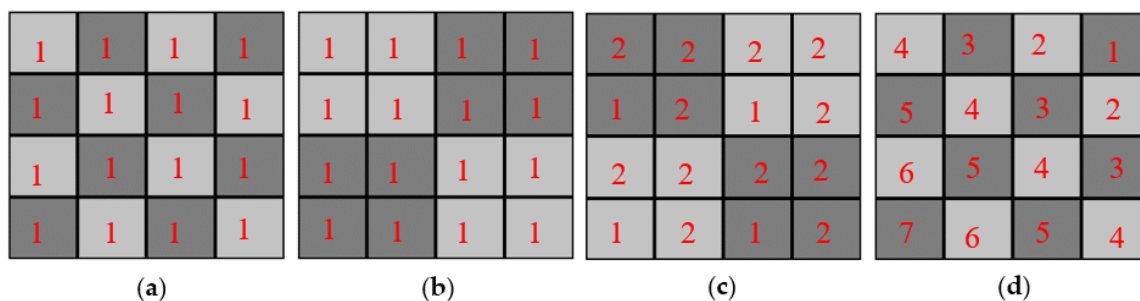 1 1 1 1 1 1 1 1 2 2 2 2 4 3 2 1
1 1 1 1 1 1 1 1 1 2 1 2 5 4 3 2
1 1 1 1 1 1 1 1 2 2 2 2 6 5 4 3
1 1 1 1 1 1 1 1 1 2 1 2 7 6 5 4
(a) (b) (c) (d)